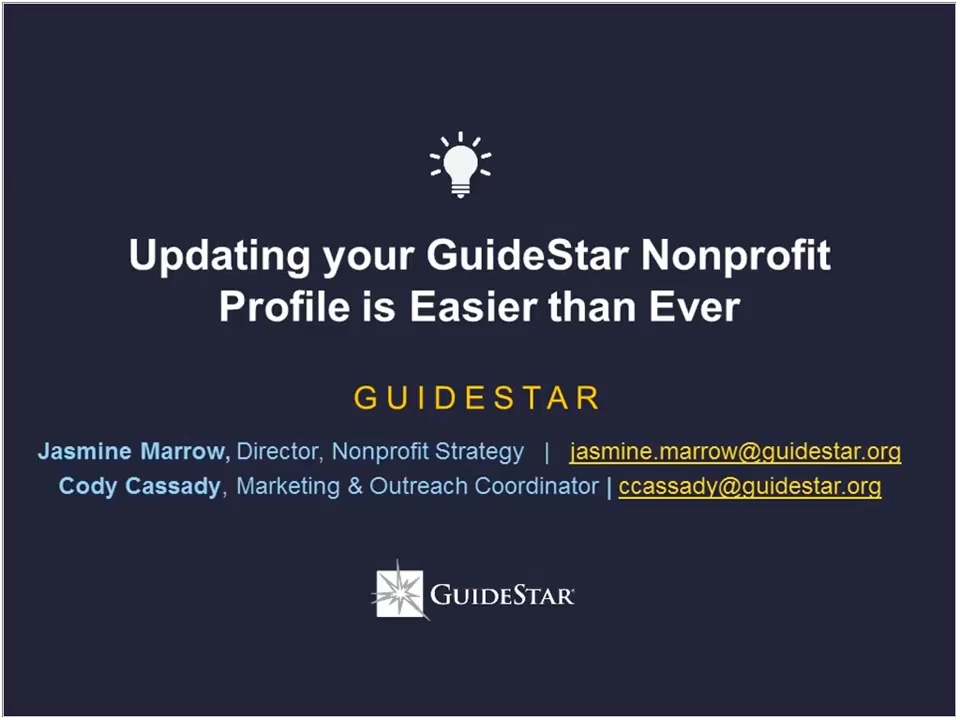 Updating your GuideStar Nonprofit
Profile is Easier than Ever
GUIDESTAR
Jasmine Marrow, Director, Nonprofit Strategy | jasmine.marrow@guidestar.org
Cody Cassady, Marketing & Outreach Coordinator | ccassady@guidestar.org
GUIDESTAR®